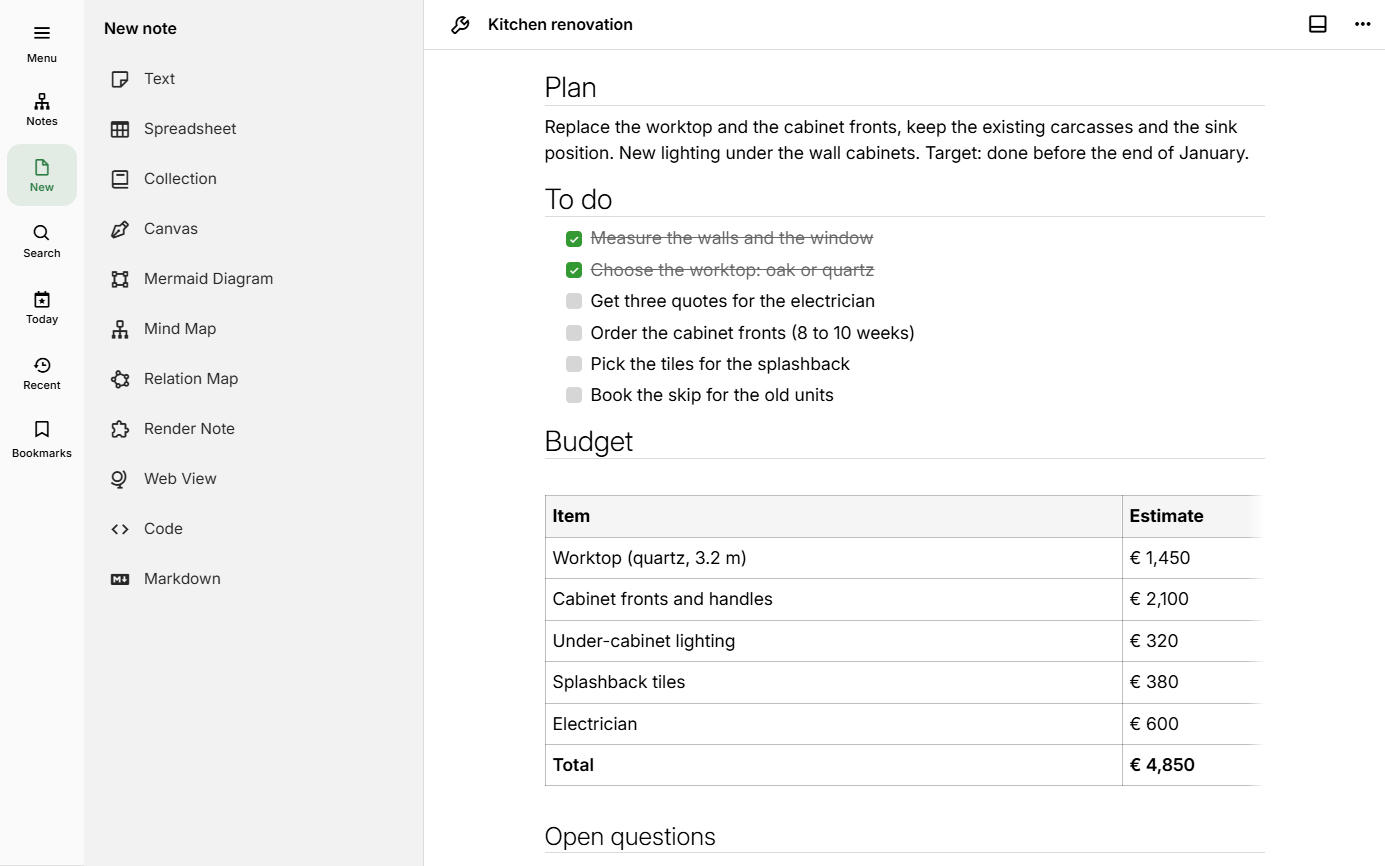 Menu
Notes
New
Search
Today
Recent
Bookmarks
New note
Text
Spreadsheet
Collection
Canvas
Mermaid Diagram
Mind Map
Relation Map
Render Note
Web View
Code
Markdown
Kitchen renovation
Plan
Replace the worktop and the cabinet fronts, keep the existing carcasses and the sink
position. New lighting under the wall cabinets. Target: done before the end of January.
To do
Measure the walls and the window
Choose the worktop: oak or quartz
Get three quotes for the electrician
Order the cabinet fronts (8 to 10 weeks)
Pick the tiles for the splashback
Book the skip for the old units
Budget
Item Estimate
Worktop (quartz, 3.2 m) € 1,450
Cabinet fronts and handles € 2,100
Under-cabinet lighting € 320
Splashback tiles € 380
Electrician € 600
Total € 4,850
Open questions